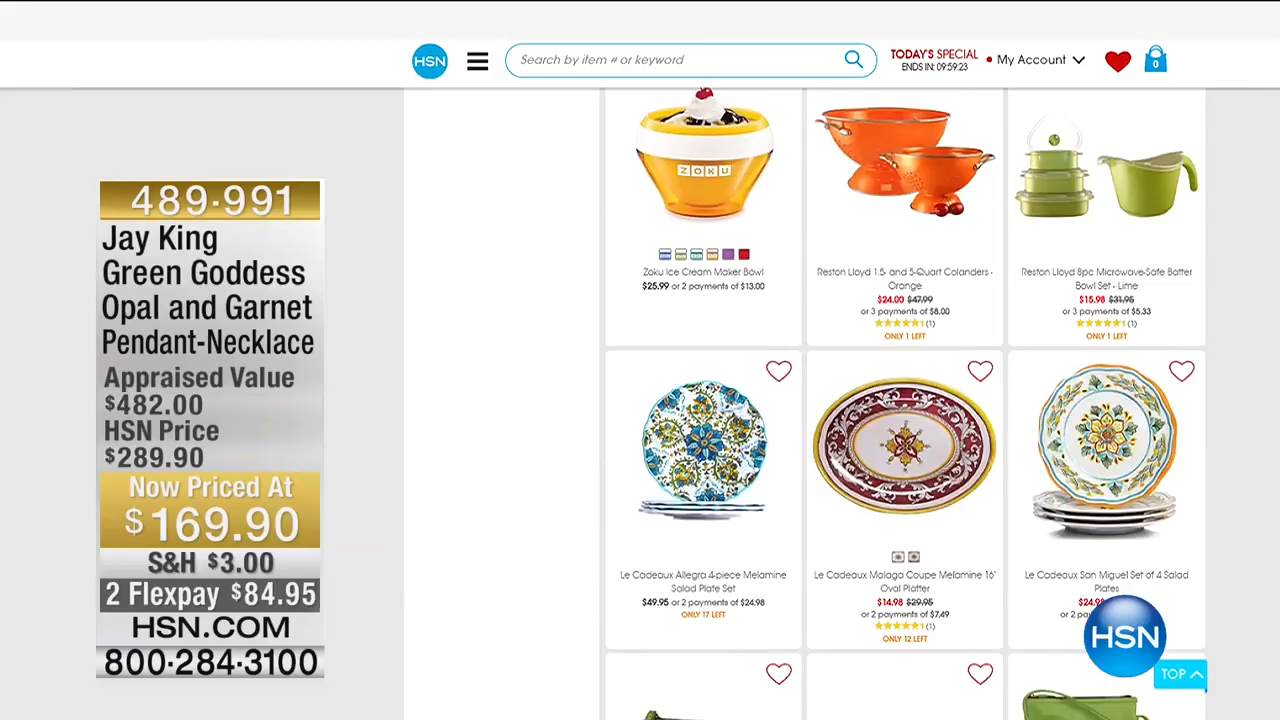 HSN
Search by item # or keyword
TODAY'S SPECIAL
ENDS IN: 09:59:23
My Account
0
489·991
Jay King
Green Goddess
Opal and Garnet
Pendant-Necklace
Appraised Value
$482.00
HSN Price
$289.90
Now Priced At
$169.90
S&H $3.00
2 Flexpay $84.95
HSN.COM
800·284·3100
ZOKU
Zoku Ice Cream Maker Bowl
$25.99 or 2 payments of $13.00
Reston Lloyd 1.5- and 5-Quart Colanders -
Orange
$24.00 $47.99
or 3 payments of $8.00
(1)
ONLY 1 LEFT
Reston Lloyd 8pc Microwave-Safe Batter
Bowl Set - Lime
$15.98 $31.95
or 3 payments of $5.33
(1)
ONLY 1 LEFT
Le Cadeaux Allegra 4-piece Melamine
Salad Plate Set
$49.95 or 2 payments of $24.98
ONLY 17 LEFT
Le Cadeaux Malaga Coupe Melamine 16"
Oval Platter
$14.98 $29.95
or 2 payments of $7.49
(1)
ONLY 12 LEFT
Le Cadeaux San Miguel Set of 4 Salad
Plates
$24.9
or 2 pa
HSN
TOP